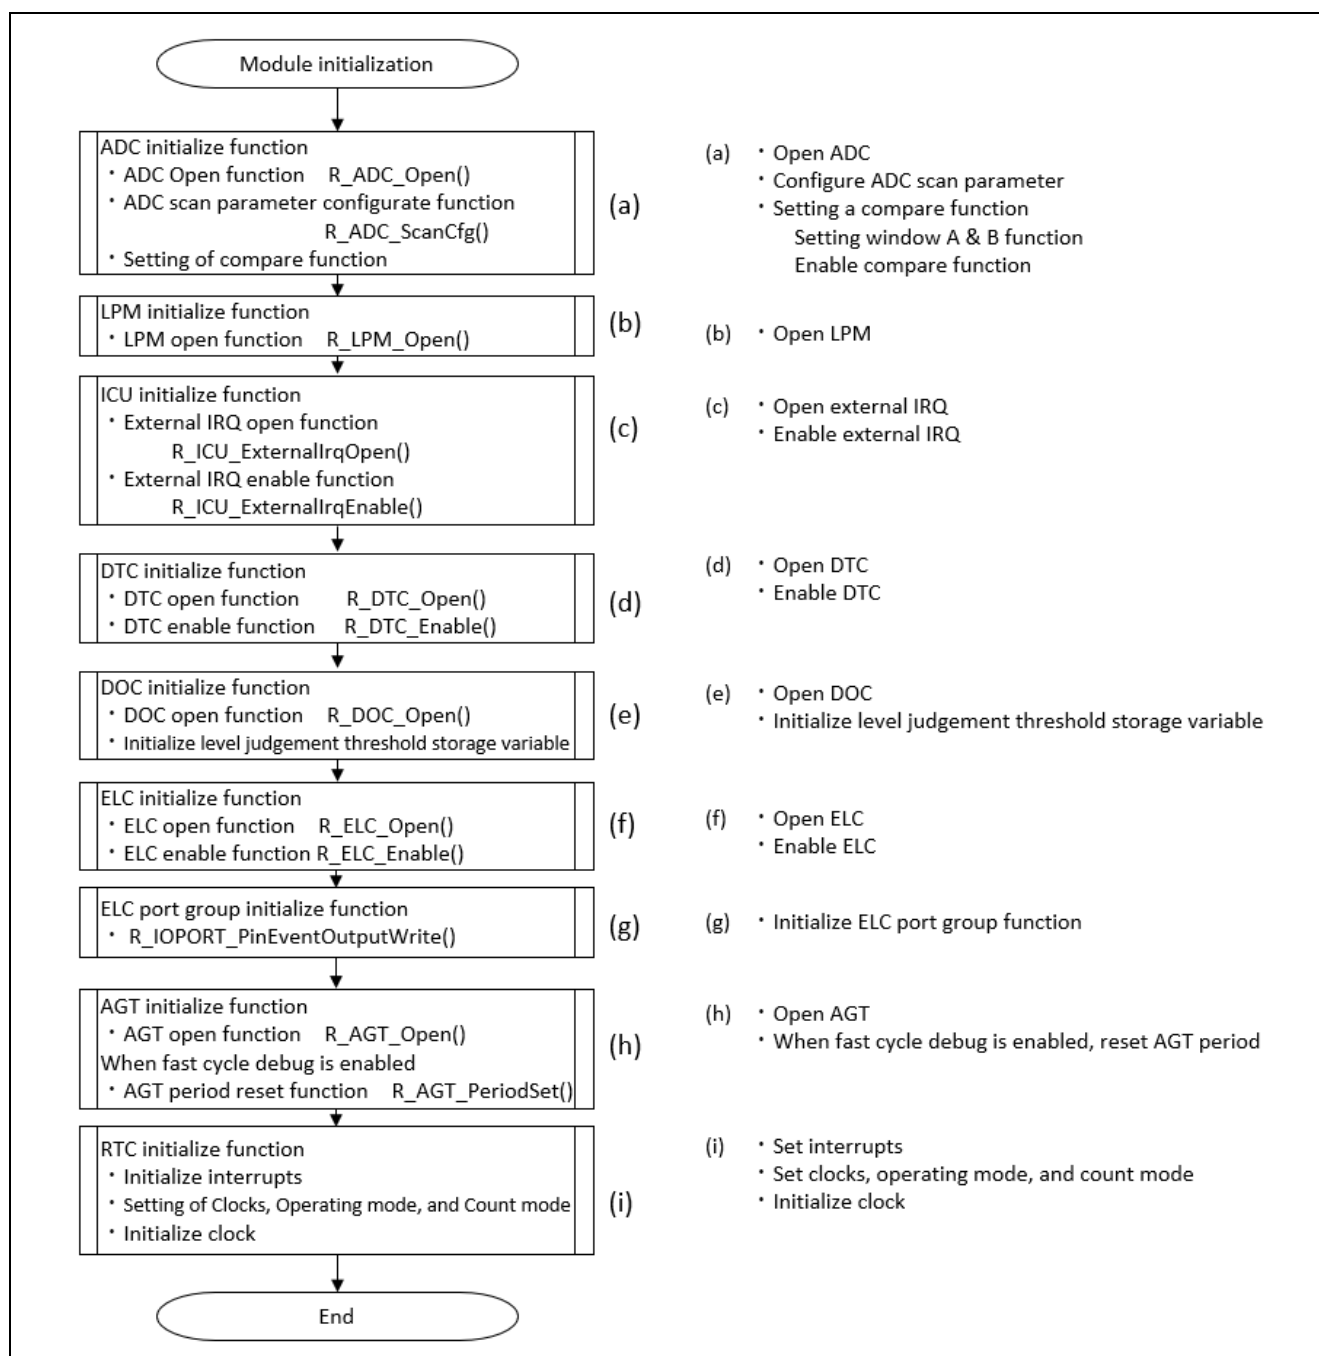 Module initialization
ADC initialize function
・ADC Open function R_ADC_Open()
・ADC scan parameter configurate function
R_ADC_ScanCfg()
・Setting of compare function
(a)
(a) ・Open ADC
・Configure ADC scan parameter
・Setting a compare function
Setting window A & B function
Enable compare function
LPM initialize function
・LPM open function R_LPM_Open()
(b)
(b) ・Open LPM
ICU initialize function
・External IRQ open function
R_ICU_ExternalIrqOpen()
・External IRQ enable function
R_ICU_ExternalIrqEnable()
(c)
(c) ・Open external IRQ
・Enable external IRQ
DTC initialize function
・DTC open function R_DTC_Open()
・DTC enable function R_DTC_Enable()
(d)
(d) ・Open DTC
・Enable DTC
DOC initialize function
・DOC open function R_DOC_Open()
・Initialize level judgement threshold storage variable
(e)
(e) ・Open DOC
・Initialize level judgement threshold storage variable
ELC initialize function
・ELC open function R_ELC_Open()
・ELC enable function R_ELC_Enable()
(f)
(f) ・Open ELC
・Enable ELC
ELC port group initialize function
・R_IOPORT_PinEventOutputWrite()
(g)
(g) ・Initialize ELC port group function
AGT initialize function
・AGT open function R_AGT_Open()
When fast cycle debug is enabled
・AGT period reset function R_AGT_PeriodSet()
(h)
(h) ・Open AGT
・When fast cycle debug is enabled, reset AGT period
RTC initialize function
・Initialize interrupts
・Setting of Clocks, Operating mode, and Count mode
・Initialize clock
(i)
(i) ・Set interrupts
・Set clocks, operating mode, and count mode
・Initialize clock
End